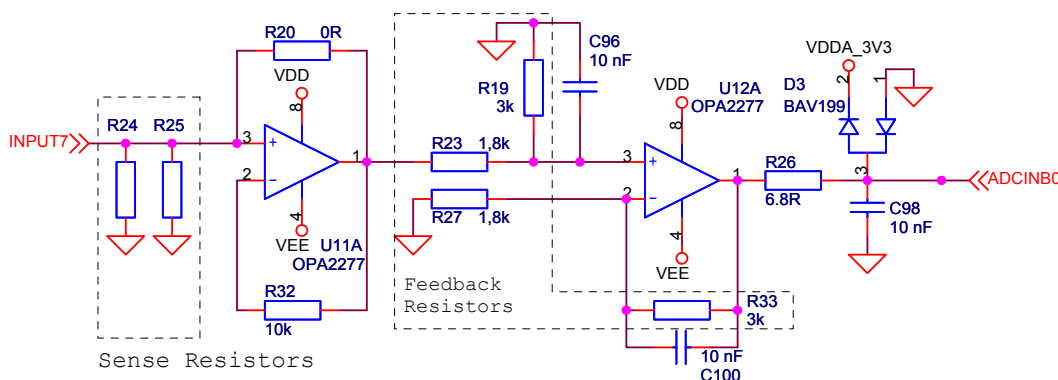 R20 0R
VDD
8
INPUT7
R24 R25
3
2
1
4
VEE U11A
OPA2277
R32
10k
Sense Resistors
R19
3k
C96
10 nF
R23 1,8k
R27 1,8k
Feedback
Resistors
U12A
VDD OPA2277
8
3
2
1
4
VEE
R33
3k
10 nF
C100
VDDA_3V3
D3
BAV199
2
1
3
R26
6.8R
ADCINB0
C98
10 nF